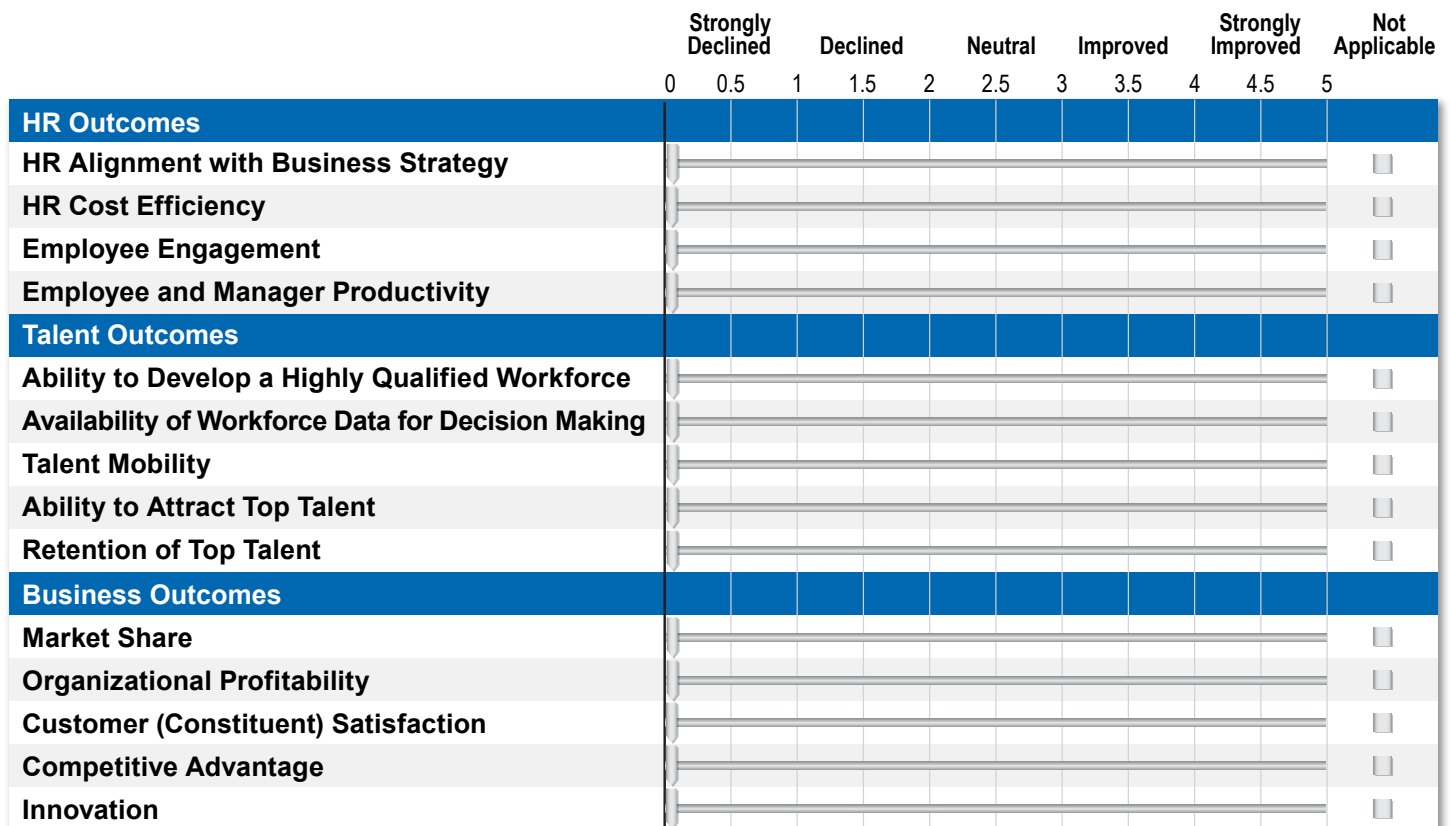 Strongly Declined Declined Neutral Improved Strongly Improved Not Applicable
0 0.5 1 1.5 2 2.5 3 3.5 4 4.5 5
HR Outcomes
HR Alignment with Business Strategy
HR Cost Efficiency
Employee Engagement
Employee and Manager Productivity
Talent Outcomes
Ability to Develop a Highly Qualified Workforce
Availability of Workforce Data for Decision Making
Talent Mobility
Ability to Attract Top Talent
Retention of Top Talent
Business Outcomes
Market Share
Organizational Profitability
Customer (Constituent) Satisfaction
Competitive Advantage
Innovation